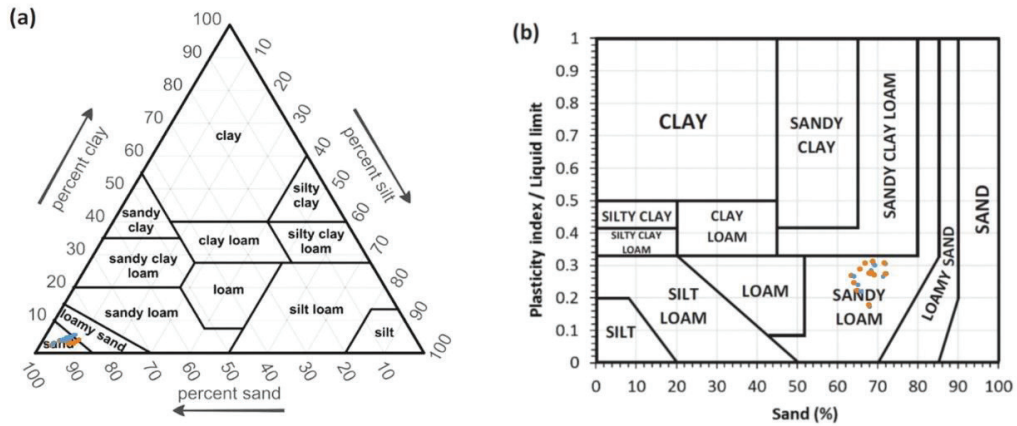 (a)
100
90
80
70
60
50
40
30
20
10
percent clay
10
20
30
40
50
60
70
80
90
100
percent silt
clay
silty
clay
sandy
clay
clay loam
silty clay
loam
sandy clay
loam
loam
silt loam
sandy loam
loamy sand
sand
silt
100
90
80
70
60
50
40
30
20
10
percent sand
(b)
Plasticity index / Liquid limit
1
0.9
0.8
0.7
0.6
0.5
0.4
0.3
0.2
0.1
0
CLAY
SANDY
CLAY
SANDY CLAY LOAM
SAND
SILTY CLAY
SILTY CLAY
LOAM
CLAY
LOAM
LOAMY SAND
SILT
LOAM
LOAM
SANDY
LOAM
SILT
0 10 20 30 40 50 60 70 80 90 100
Sand (%)